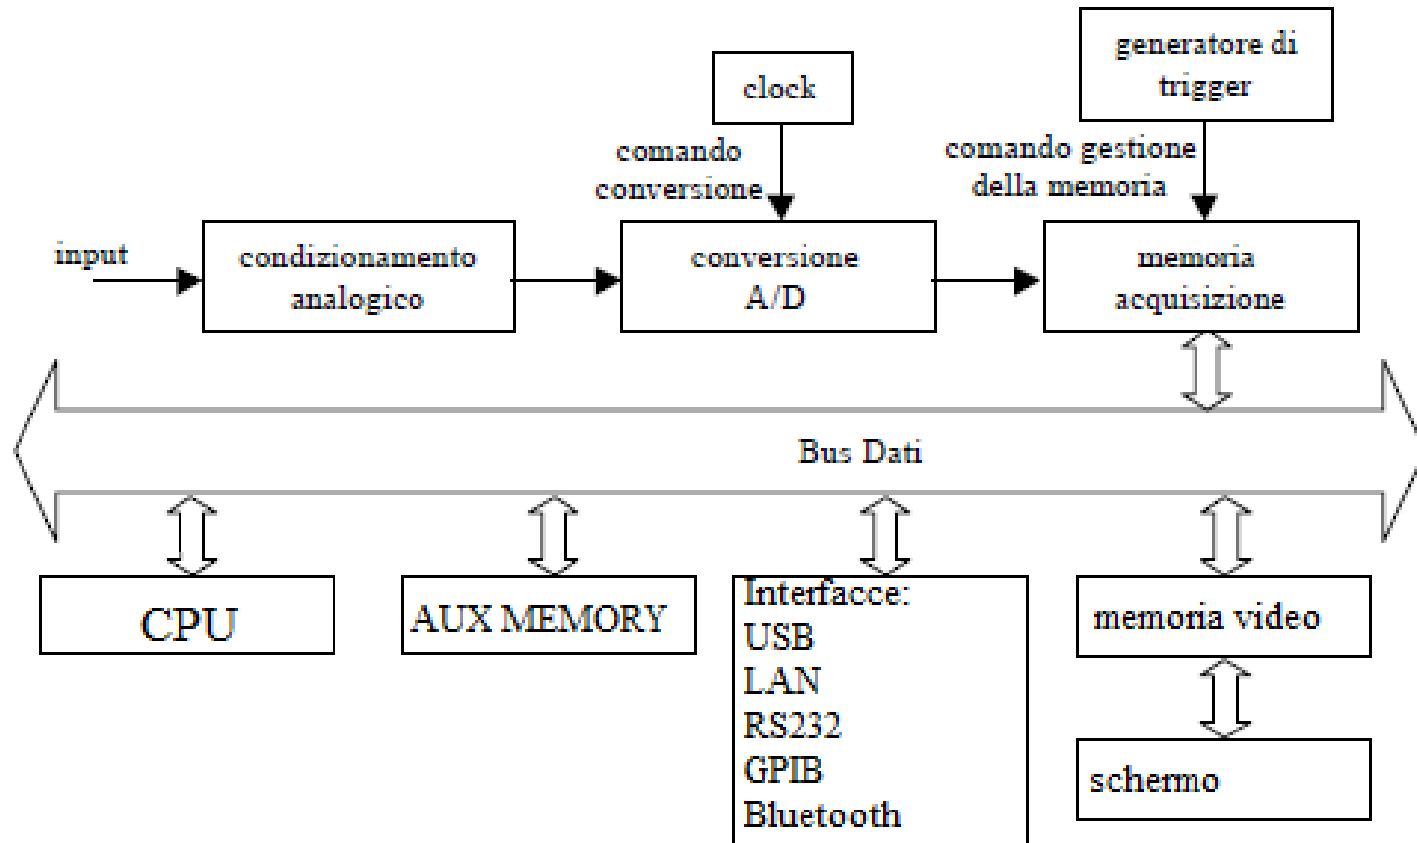 generatore di
trigger
clock
comando
conversione
comando gestione
della memoria
input
condizionamento
analogico
conversione
A/D
memoria
acquisizione
Bus Dati
CPU
AUX MEMORY
Interfacce:
USB
LAN
RS232
GPIB
Bluetooth
memoria video
schermo